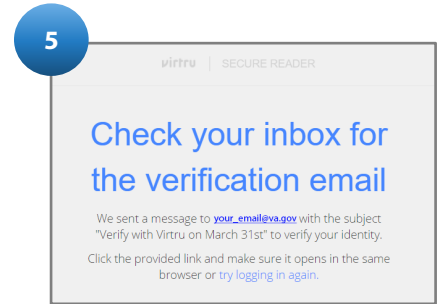 5
virtru | SECURE READER
Check your inbox for
the verification email
We sent a message to your_email@va.gov with the subject
"Verify with Virtru on March 31st" to verify your identity.
Click the provided link and make sure it opens in the same
browser or try logging in again.